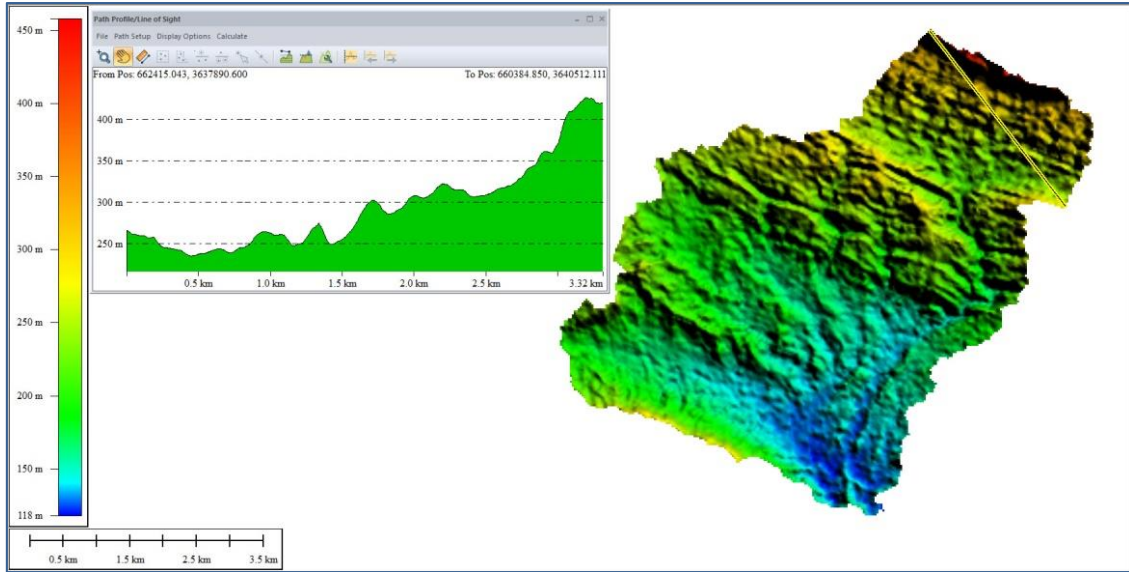 450 m
400 m
350 m
300 m
250 m
200 m
150 m
118 m
Path Profile/Line of Sight
File Path Setup Display Options Calculate
From Pos: 662415.043, 3637890.600 To Pos: 660384.850, 3640512.111
400 m
350 m
300 m
250 m
0.5 km 1.0 km 1.5 km 2.0 km 2.5 km 3.32 km
0.5 km 1.5 km 2.5 km 3.5 km